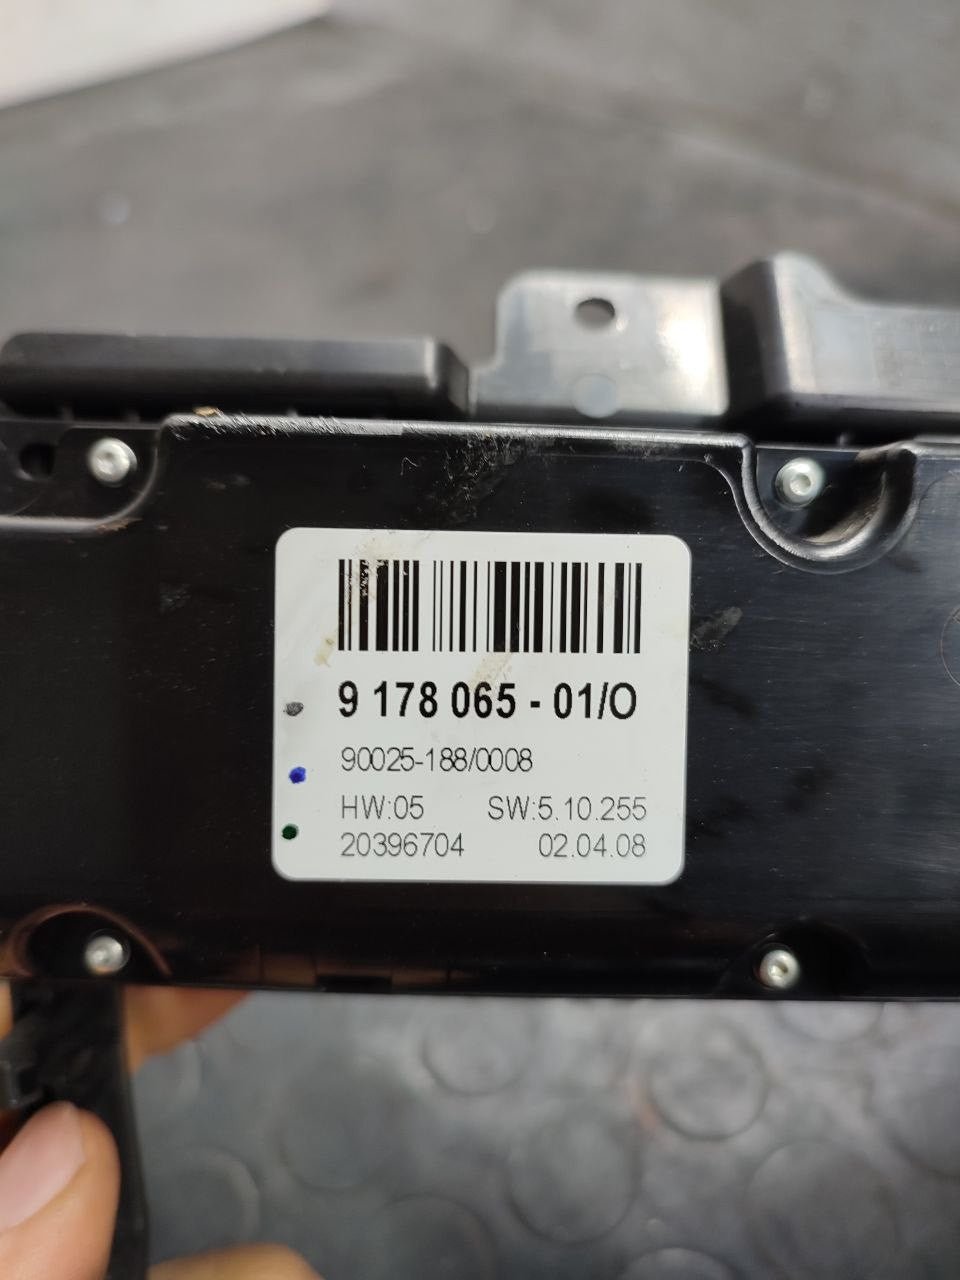 9 178 065 - 01/O
90025-188/0008
HW:05 SW:5.10.255
20396704 02.04.08